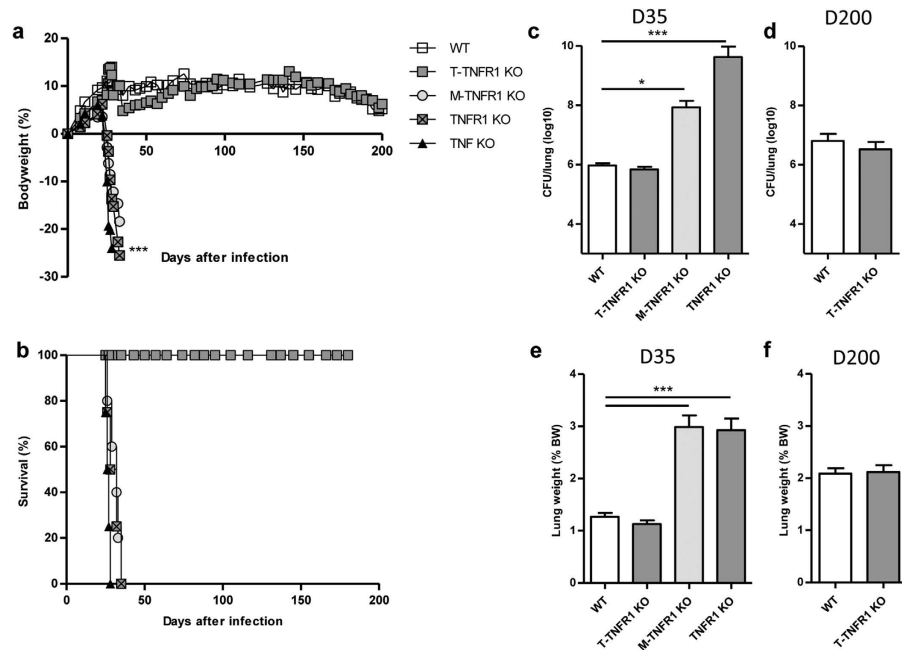 a
Bodyweight (%)
20
10
0
-10
-20
-30
50
100
150
200
***
Days after infection
WT
T-TNFR1 KO
M-TNFR1 KO
TNFR1 KO
TNF KO
b
Survival (%)
100
80
60
40
20
0
0
50
100
150
200
Days after infection
c
D35
CFU/lung (log10)
10
8
6
4
***
*
WT
T-TNFR1 KO
M-TNFR1 KO
TNFR1 KO
d
D200
CFU/lung (log10)
10
8
6
4
WT
T-TNFR1 KO
e
D35
Lung weight (% BW)
4
3
2
1
0
***
WT
T-TNFR1 KO
M-TNFR1 KO
TNFR1 KO
f
D200
Lung weight (% BW)
4
3
2
1
0
WT
T-TNFR1 KO